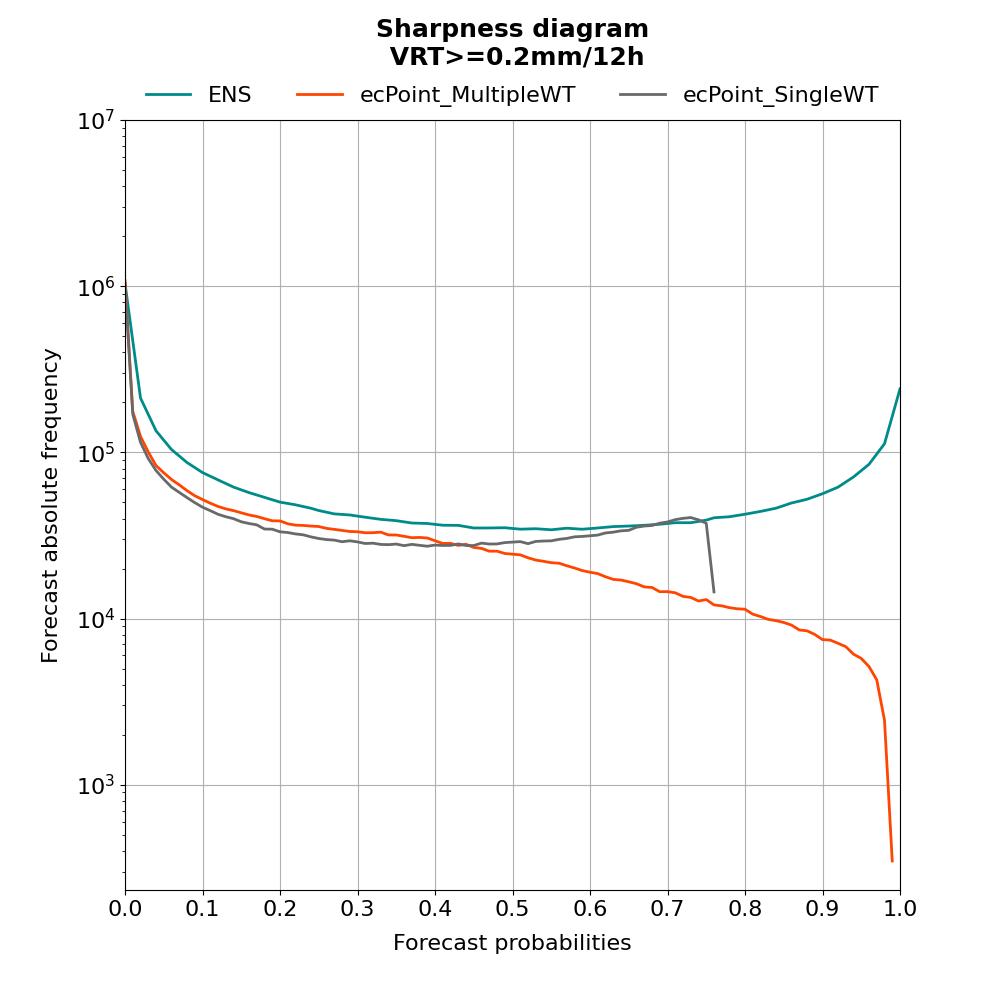 Sharpness diagram
VRT>=0.2mm/12h
ENS ecPoint_MultipleWT ecPoint_SingleWT
10^7
10^6
10^5
10^4
10^3
Forecast absolute frequency
0.0 0.1 0.2 0.3 0.4 0.5 0.6 0.7 0.8 0.9 1.0
Forecast probabilities